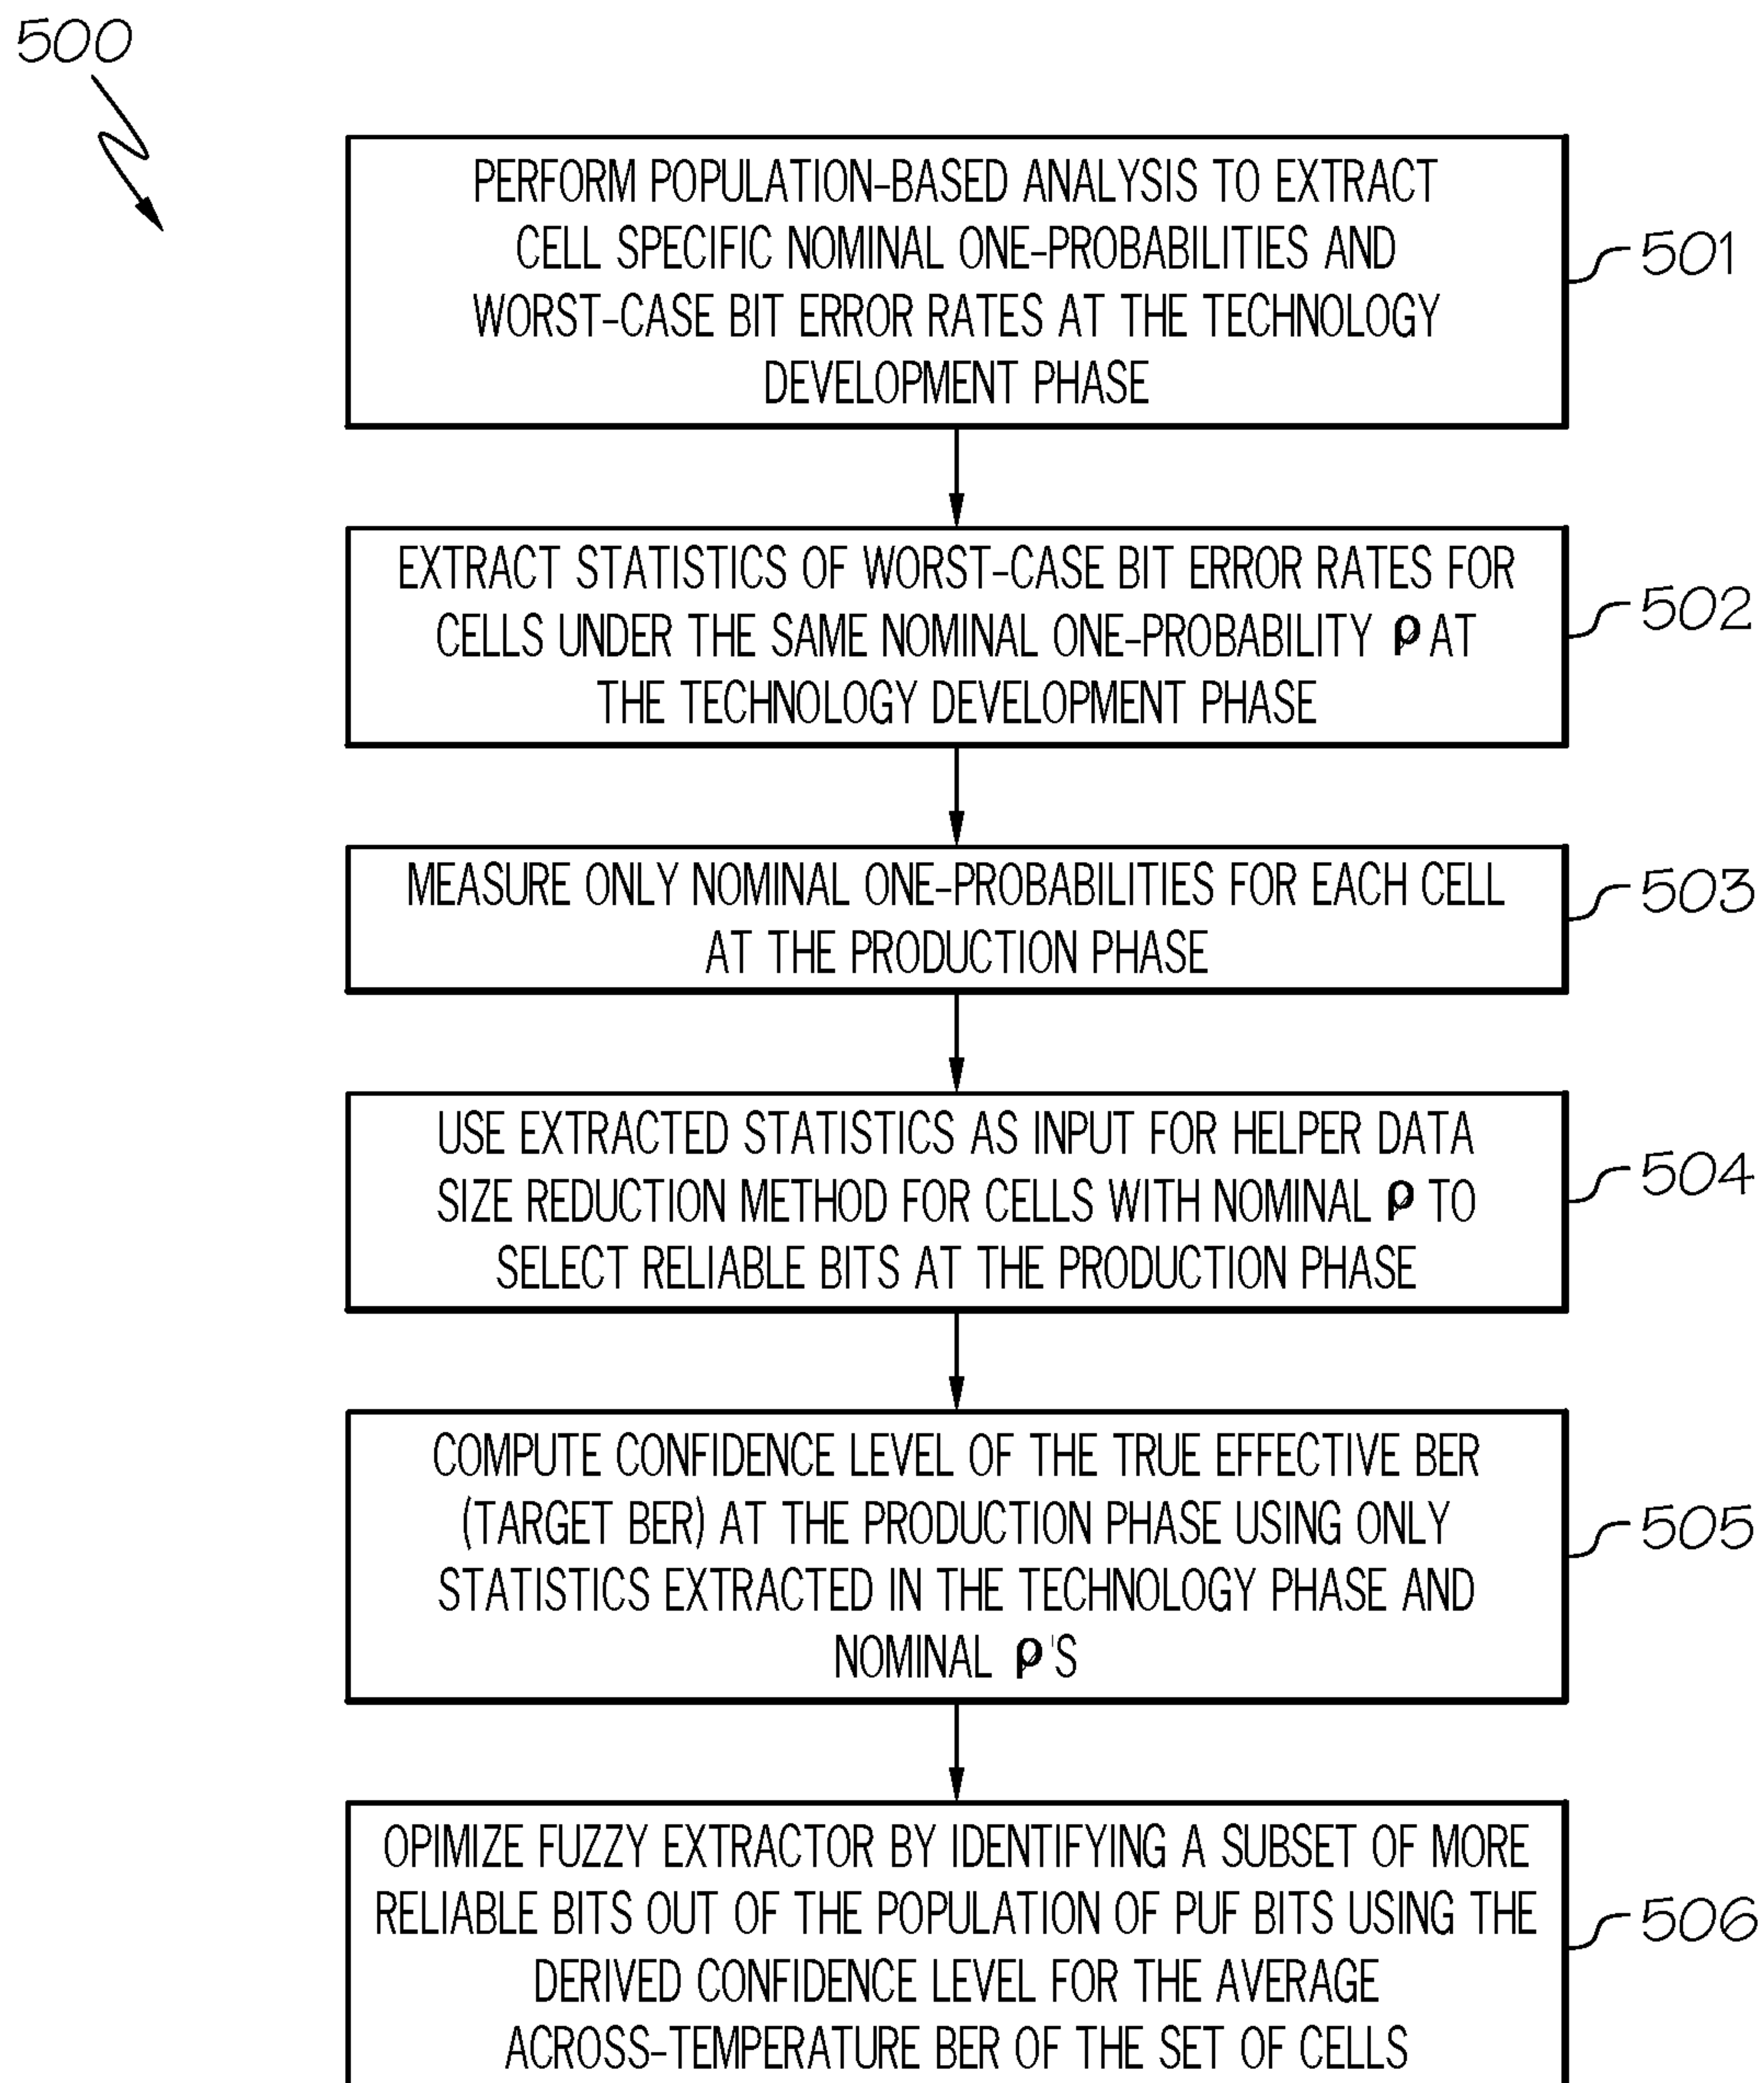 500
PERFORM POPULATION-BASED ANALYSIS TO EXTRACT
CELL SPECIFIC NOMINAL ONE-PROBABILITIES AND
WORST-CASE BIT ERROR RATES AT THE TECHNOLOGY
DEVELOPMENT PHASE
501
EXTRACT STATISTICS OF WORST-CASE BIT ERROR RATES FOR
CELLS UNDER THE SAME NOMINAL ONE-PROBABILITY ρ AT
THE TECHNOLOGY DEVELOPMENT PHASE
502
MEASURE ONLY NOMINAL ONE-PROBABILITIES FOR EACH CELL
AT THE PRODUCTION PHASE
503
USE EXTRACTED STATISTICS AS INPUT FOR HELPER DATA
SIZE REDUCTION METHOD FOR CELLS WITH NOMINAL ρ TO
SELECT RELIABLE BITS AT THE PRODUCTION PHASE
504
COMPUTE CONFIDENCE LEVEL OF THE TRUE EFFECTIVE BER
(TARGET BER) AT THE PRODUCTION PHASE USING ONLY
STATISTICS EXTRACTED IN THE TECHNOLOGY PHASE AND
NOMINAL ρ'S
505
OPIMIZE FUZZY EXTRACTOR BY IDENTIFYING A SUBSET OF MORE
RELIABLE BITS OUT OF THE POPULATION OF PUF BITS USING THE
DERIVED CONFIDENCE LEVEL FOR THE AVERAGE
ACROSS-TEMPERATURE BER OF THE SET OF CELLS
506